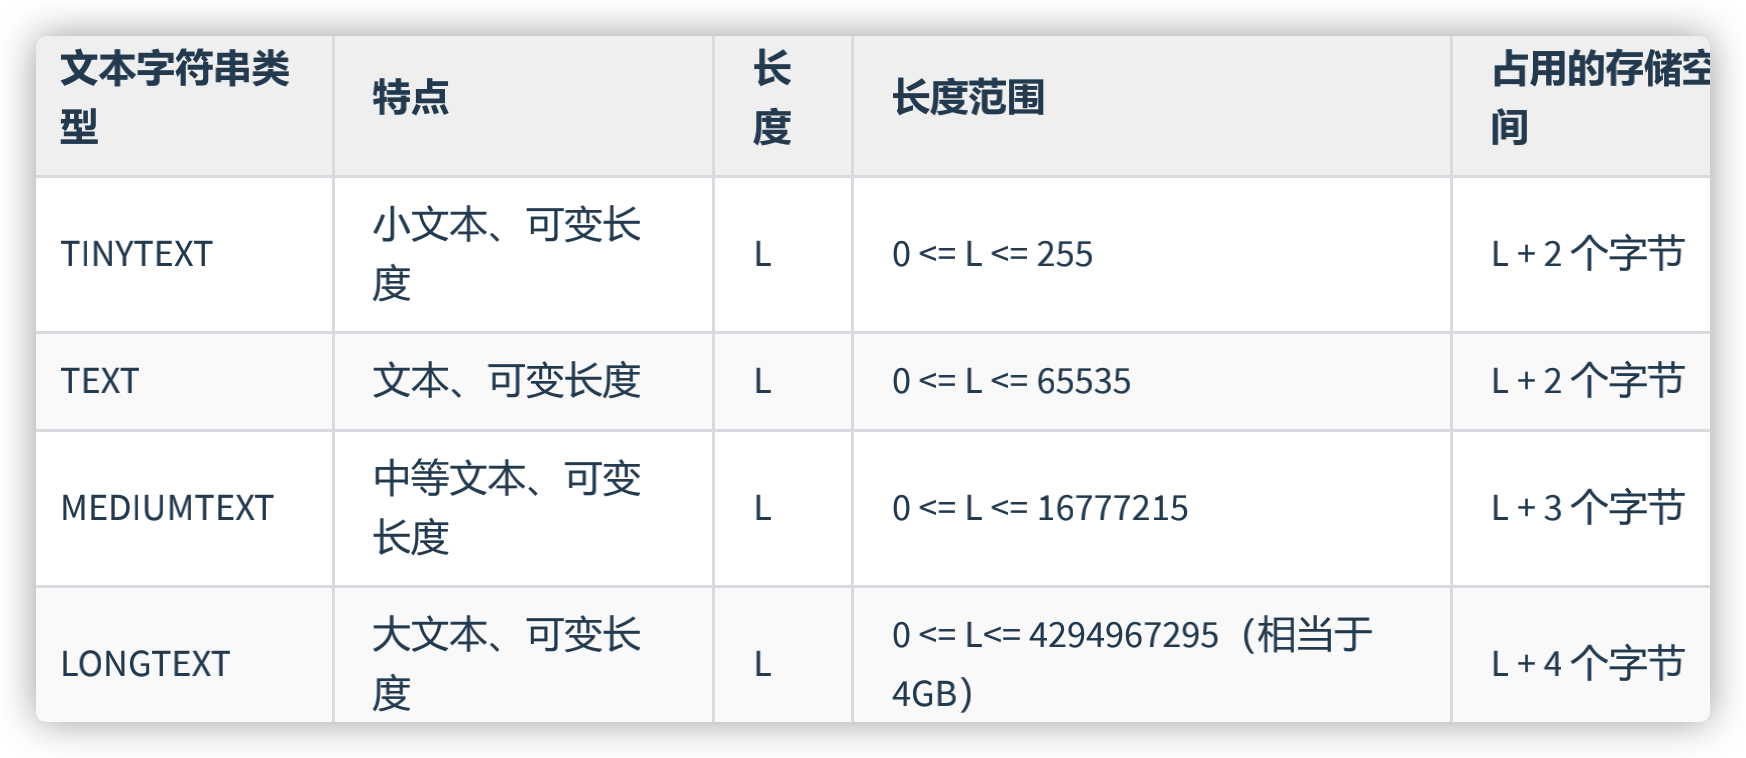 文本字符串类
型
特点
长
度
长度范围
占用的存储空
间
TINYTEXT
小文本、可变长
度
L
0 <= L <= 255
L + 2 个字节
TEXT
文本、可变长度
L
0 <= L <= 65535
L + 2 个字节
MEDIUMTEXT
中等文本、可变
长度
L
0 <= L <= 16777215
L + 3 个字节
LONGTEXT
大文本、可变长
度
L
0 <= L<= 4294967295（相当于
4GB）
L + 4 个字节